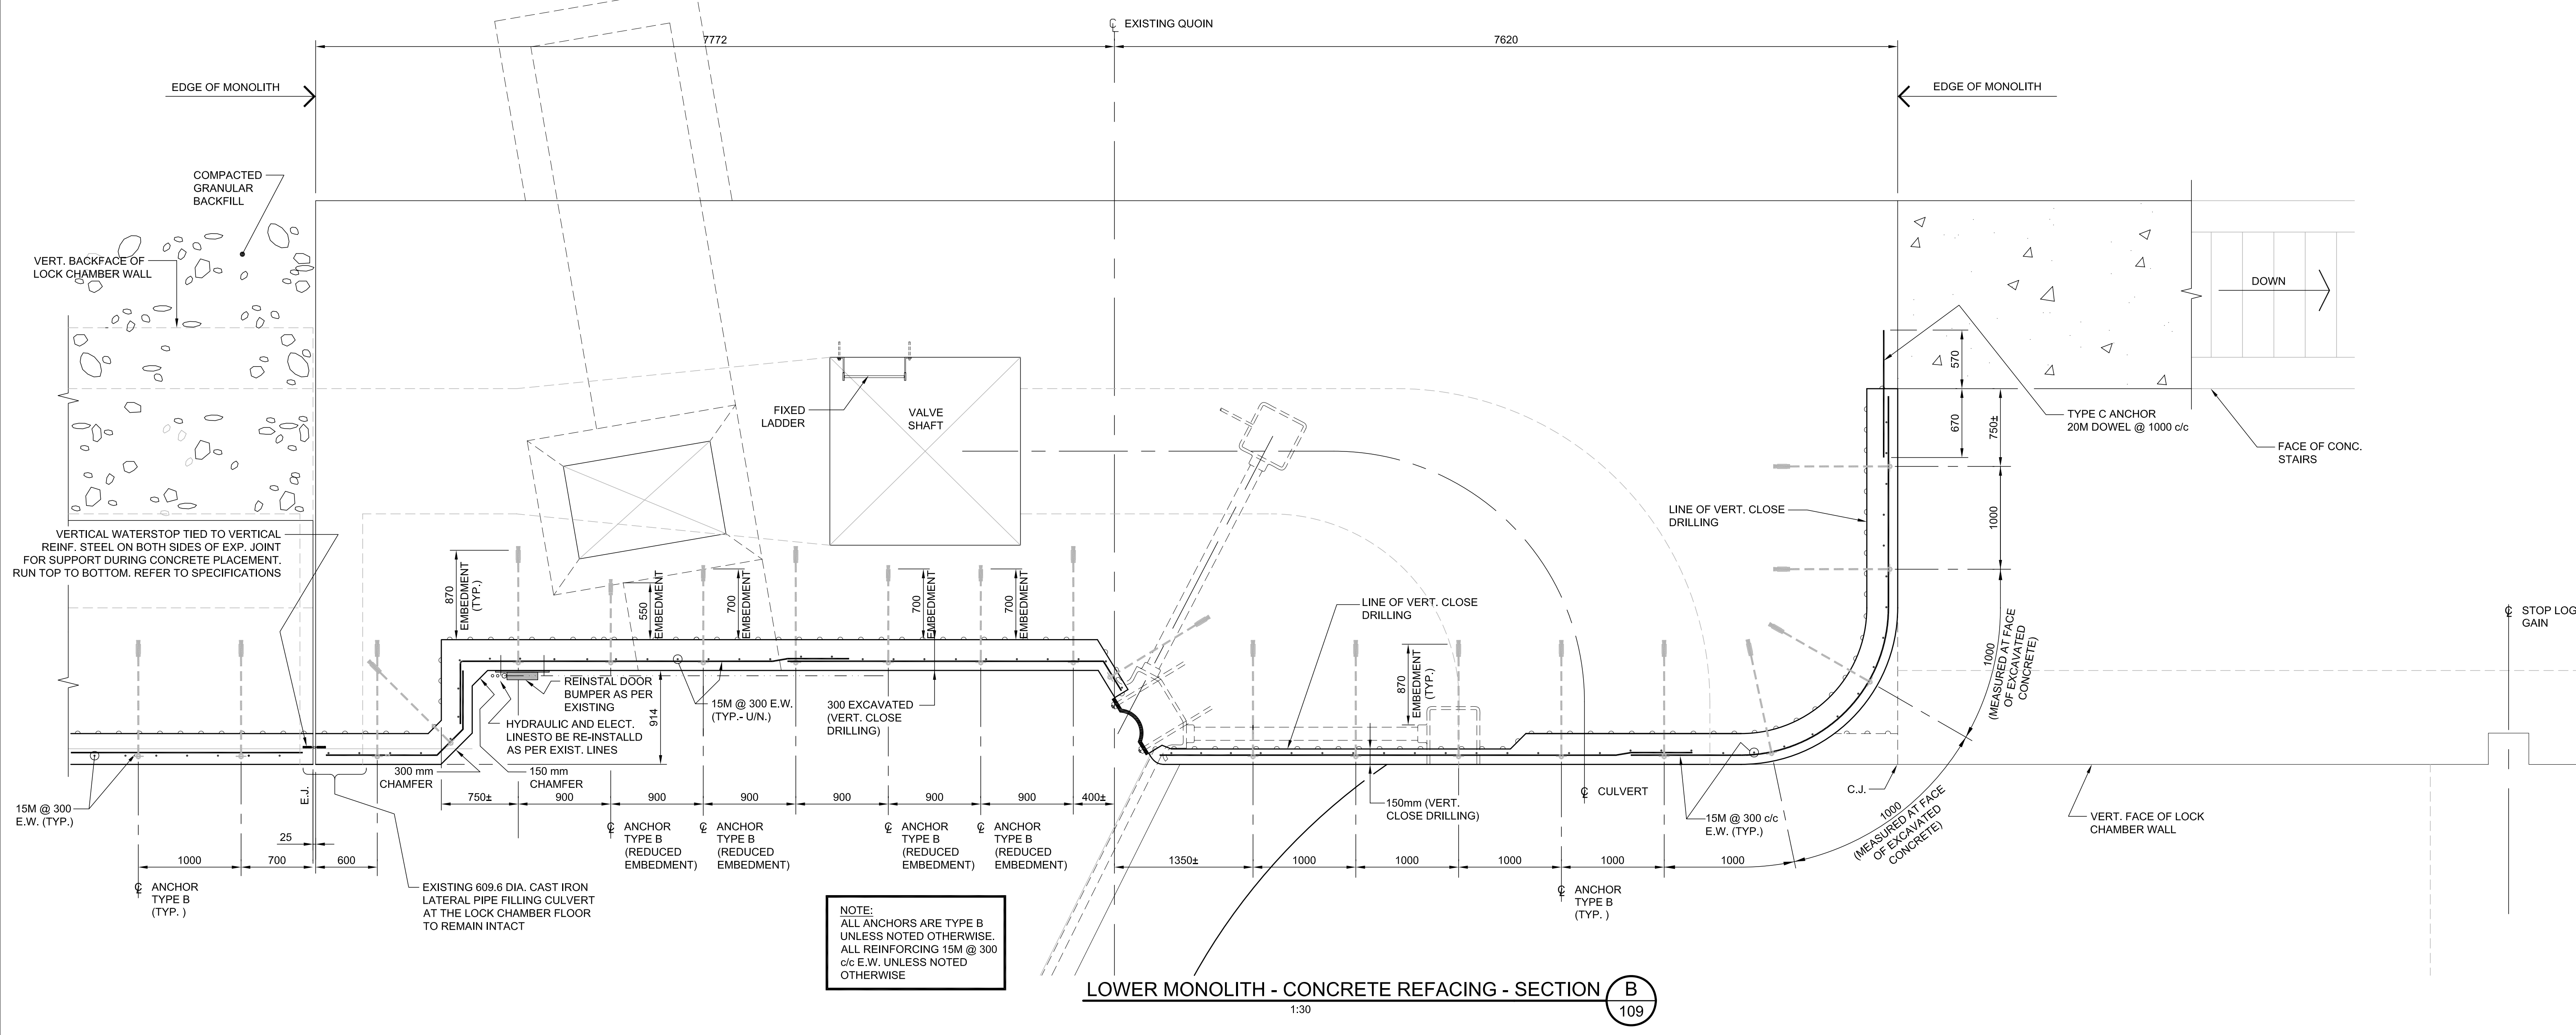 EXISTING QUOIN
7772
7620
EDGE OF MONOLITH
EDGE OF MONOLITH
COMPACTED
GRANULAR
BACKFILL
VERT. BACKFACE OF
LOCK CHAMBER WALL
DOWN
FIXED
LADDER
VALVE
SHAFT
570
670
750±
1000
TYPE C ANCHOR
20M DOWEL @ 1000 c/c
FACE OF CONC.
STAIRS
LINE OF VERT. CLOSE
DRILLING
VERTICAL WATERSTOP TIED TO VERTICAL
REINF. STEEL ON BOTH SIDES OF EXP. JOINT
FOR SUPPORT DURING CONCRETE PLACEMENT.
RUN TOP TO BOTTOM. REFER TO SPECIFICATIONS
870
EMBEDMENT
(TYP.)
550
EMBEDMENT
700
EMBEDMENT
700
EMBEDMENT
700
EMBEDMENT
LINE OF VERT. CLOSE
DRILLING
870
EMBEDMENT
(TYP.)
1000
(MEASURED AT FACE
OF EXCAVATED
CONCRETE)
STOP LOG
GAIN
REINSTAL DOOR
BUMPER AS PER
EXISTING
HYDRAULIC AND ELECT.
LINESTO BE RE-INSTALLD
AS PER EXIST. LINES
914
15M @ 300 E.W.
(TYP.- U/N.)
300 EXCAVATED
(VERT. CLOSE
DRILLING)
300 mm
CHAMFER
150 mm
CHAMFER
15M @ 300
E.W. (TYP.)
E.J.
25
750±
900
900
900
900
900
900
400±
150mm (VERT.
CLOSE DRILLING)
CULVERT
15M @ 300 c/c
E.W. (TYP.)
C.J.
1000
(MEASURED AT FACE
OF EXCAVATED
CONCRETE)
VERT. FACE OF LOCK
CHAMBER WALL
ANCHOR
TYPE B
(REDUCED
EMBEDMENT)
ANCHOR
TYPE B
(REDUCED
EMBEDMENT)
ANCHOR
TYPE B
(REDUCED
EMBEDMENT)
ANCHOR
TYPE B
(REDUCED
EMBEDMENT)
1000
700
600
1350±
1000
1000
1000
1000
1000
ANCHOR
TYPE B
(TYP. )
EXISTING 609.6 DIA. CAST IRON
LATERAL PIPE FILLING CULVERT
AT THE LOCK CHAMBER FLOOR
TO REMAIN INTACT
ANCHOR
TYPE B
(TYP. )
NOTE:
ALL ANCHORS ARE TYPE B
UNLESS NOTED OTHERWISE.
ALL REINFORCING 15M @ 300
c/c E.W. UNLESS NOTED
OTHERWISE
LOWER MONOLITH - CONCRETE REFACING - SECTION
B
109
1:30